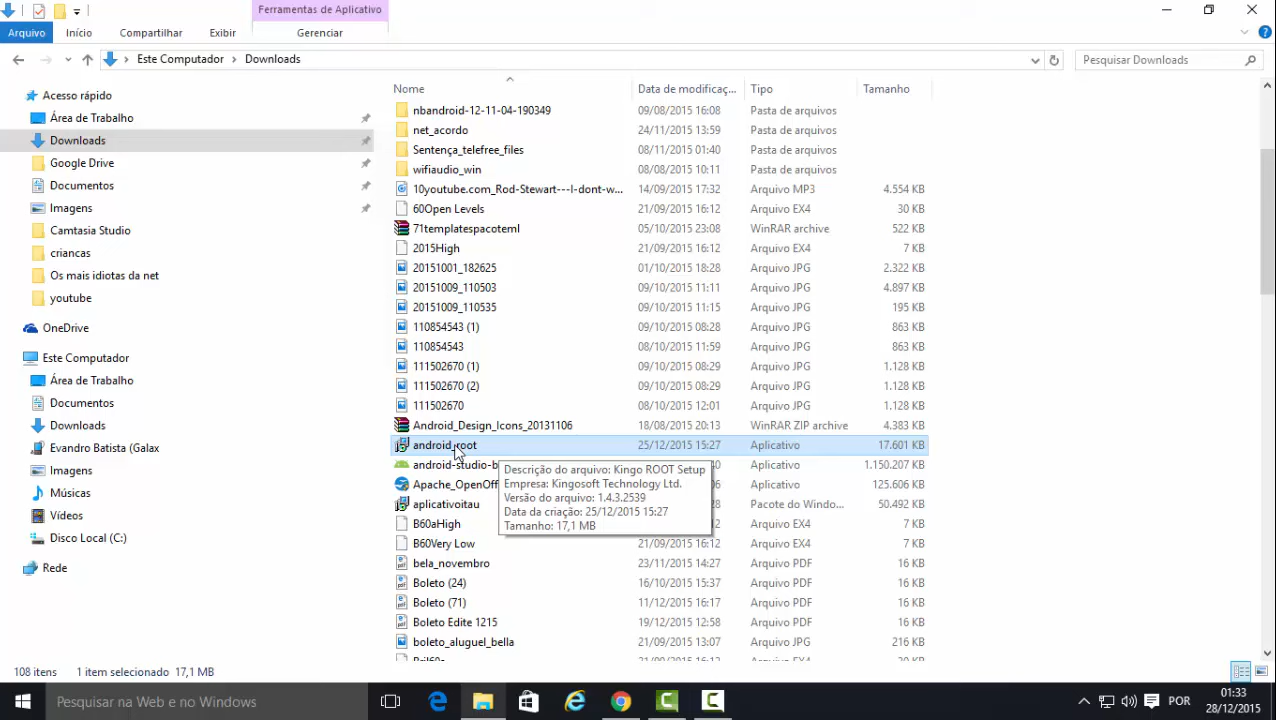 Ferramentas de Aplicativo
Arquivo Início Compartilhar Exibir Gerenciar
Este Computador Downloads Pesquisar Downloads
Nome Data de modificaç... Tipo Tamanho
Acesso rápido
Área de Trabalho
Downloads
Google Drive
Documentos
Imagens
Camtasia Studio
criancas
Os mais idiotas da net
youtube
OneDrive
Este Computador
Área de Trabalho
Documentos
Downloads
Evandro Batista (Galax
Imagens
Músicas
Vídeos
Disco Local (C:)
Rede
nbandroid-12-11-04-190349 09/08/2015 16:08 Pasta de arquivos
net_acordo 24/11/2015 13:59 Pasta de arquivos
Sentença_telefree_files 08/11/2015 01:40 Pasta de arquivos
wifiaudio_win 08/08/2015 10:11 Pasta de arquivos
10youtube.com_Rod-Stewart---I-dont-w... 14/09/2015 17:32 Arquivo MP3 4.554 KB
60Open Levels 21/09/2015 16:12 Arquivo EX4 30 KB
71templatespacoteml 05/10/2015 23:08 WinRAR archive 522 KB
2015High 21/09/2015 16:12 Arquivo EX4 7 KB
20151001_182625 01/10/2015 18:28 Arquivo JPG 2.322 KB
20151009_110503 09/10/2015 11:11 Arquivo JPG 4.897 KB
20151009_110535 09/10/2015 11:15 Arquivo JPG 195 KB
110854543 (1) 09/10/2015 08:28 Arquivo JPG 863 KB
110854543 08/10/2015 11:59 Arquivo JPG 863 KB
111502670 (1) 09/10/2015 08:29 Arquivo JPG 1.128 KB
111502670 (2) 09/10/2015 08:29 Arquivo JPG 1.128 KB
111502670 08/10/2015 12:01 Arquivo JPG 1.128 KB
Android_Design_Icons_20131106 18/08/2015 20:13 WinRAR ZIP archive 4.383 KB
android_root 25/12/2015 15:27 Aplicativo 17.601 KB
android-studio-b 40 Aplicativo 1.150.207 KB
Apache_OpenOff 06 Aplicativo 125.606 KB
aplicativoitau 28 Pacote do Windo... 50.492 KB
B60aHigh 12 Arquivo EX4 7 KB
B60Very Low 21/09/2015 16:12 Arquivo EX4 7 KB
bela_novembro 23/11/2015 14:27 Arquivo PDF 16 KB
Boleto (24) 16/10/2015 15:37 Arquivo PDF 16 KB
Boleto (71) 11/12/2015 16:17 Arquivo PDF 16 KB
Boleto Edite 1215 19/12/2015 12:58 Arquivo PDF 16 KB
boleto_aluguel_bella 21/09/2015 13:07 Arquivo JPG 216 KB
Descrição do arquivo: Kingo ROOT Setup
Empresa: Kingosoft Technology Ltd.
Versão do arquivo: 1.4.3.2539
Data da criação: 25/12/2015 15:27
Tamanho: 17,1 MB
108 itens 1 item selecionado 17,1 MB
Pesquisar na Web e no Windows
POR
01:33
28/12/2015